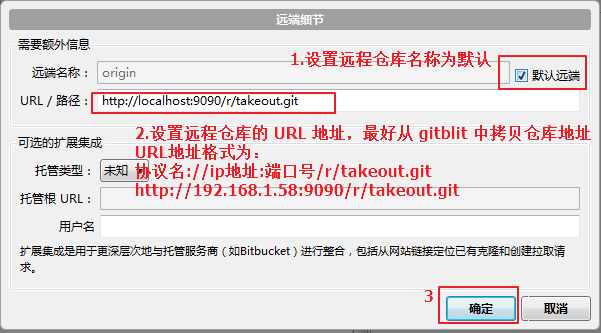 远端细节
需要额外信息
1.设置远程仓库名称为默认
远端名称： origin 默认远端
URL / 路径： http://localhost:9090/r/takeout.git
2.设置远程仓库的 URL 地址，最好从 gitblit 中拷贝仓库地址
可选的扩展集成
URL地址格式为：
托管类型： 未知
协议名://ip地址:端口号/r/takeout.git
托管根 URL：
http://192.168.1.58:9090/r/takeout.git
用户名
扩展集成是用于更深层次地与托管服务商（如Bitbucket）进行整合，包括从网站链接定位已有克隆和创建拉取请
求。
3
确定 取消